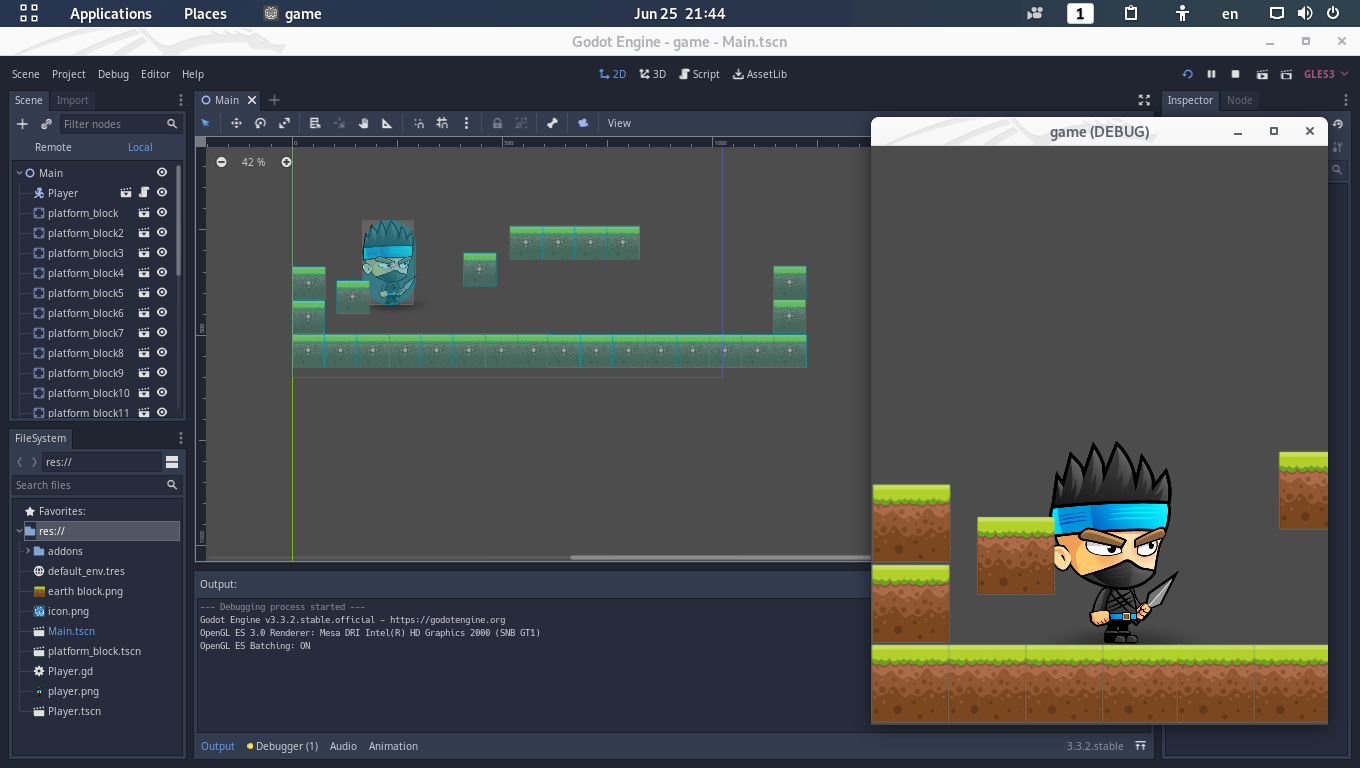 Applications Places game Jun 25 21:44 1 en
Godot Engine - game - Main.tscn
Scene Project Debug Editor Help 2D 3D Script AssetLib GLES3
Scene Import
Filter nodes
Remote Local
Main
Player
platform_block
platform_block2
platform_block3
platform_block4
platform_block5
platform_block6
platform_block7
platform_block8
platform_block9
platform_block10
platform_block11
FileSystem
res://
Search files
Favorites:
res://
addons
default_env.tres
earth block.png
icon.png
Main.tscn
platform_block.tscn
Player.gd
player.png
Player.tscn
Main
View
0 500 1000
42 %
500
1000
Output:
--- Debugging process started ---
Godot Engine v3.3.2.stable.official - https://godotengine.org
OpenGL ES 3.0 Renderer: Mesa DRI Intel(R) HD Graphics 2000 (SNB GT1)
OpenGL ES Batching: ON
Output Debugger (1) Audio Animation 3.3.2.stable
Inspector Node
game (DEBUG)